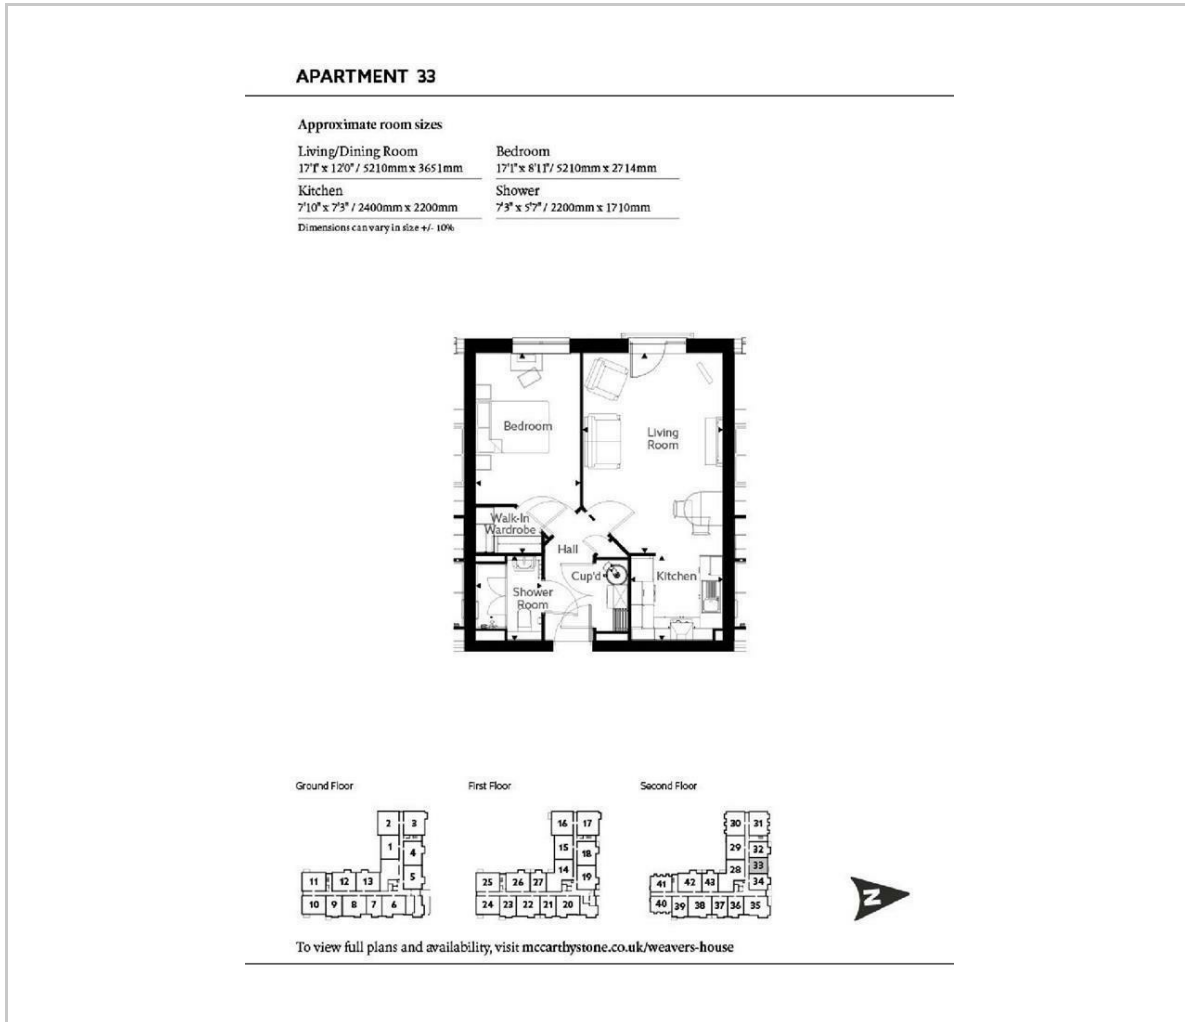 APARTMENT 33
Approximate room sizes
Living/Dining Room
17'1" x 12'0" / 5210mm x 3651mm
Bedroom
17'1" x 8'11"/ 5210mm x 2714mm
Kitchen
7'10" x 7'3" / 2400mm x 2200mm
Shower
7'3" x 5'7" / 2200mm x 1710mm
Dimensions can vary in size +/- 10%
Bedroom
Living
Room
Walk-In
Wardrobe
Hall
Cup'd
Kitchen
Shower
Room
Ground Floor
2 3
1 4
5
11 12 13
10 9 8 7 6
First Floor
16 17
15 18
14 19
25 26 27
24 23 22 21 20
Second Floor
30 31
29 32
28 33
34
41 42 43
40 39 38 37 36 35
N
To view full plans and availability, visit mccarthystone.co.uk/weavers-house